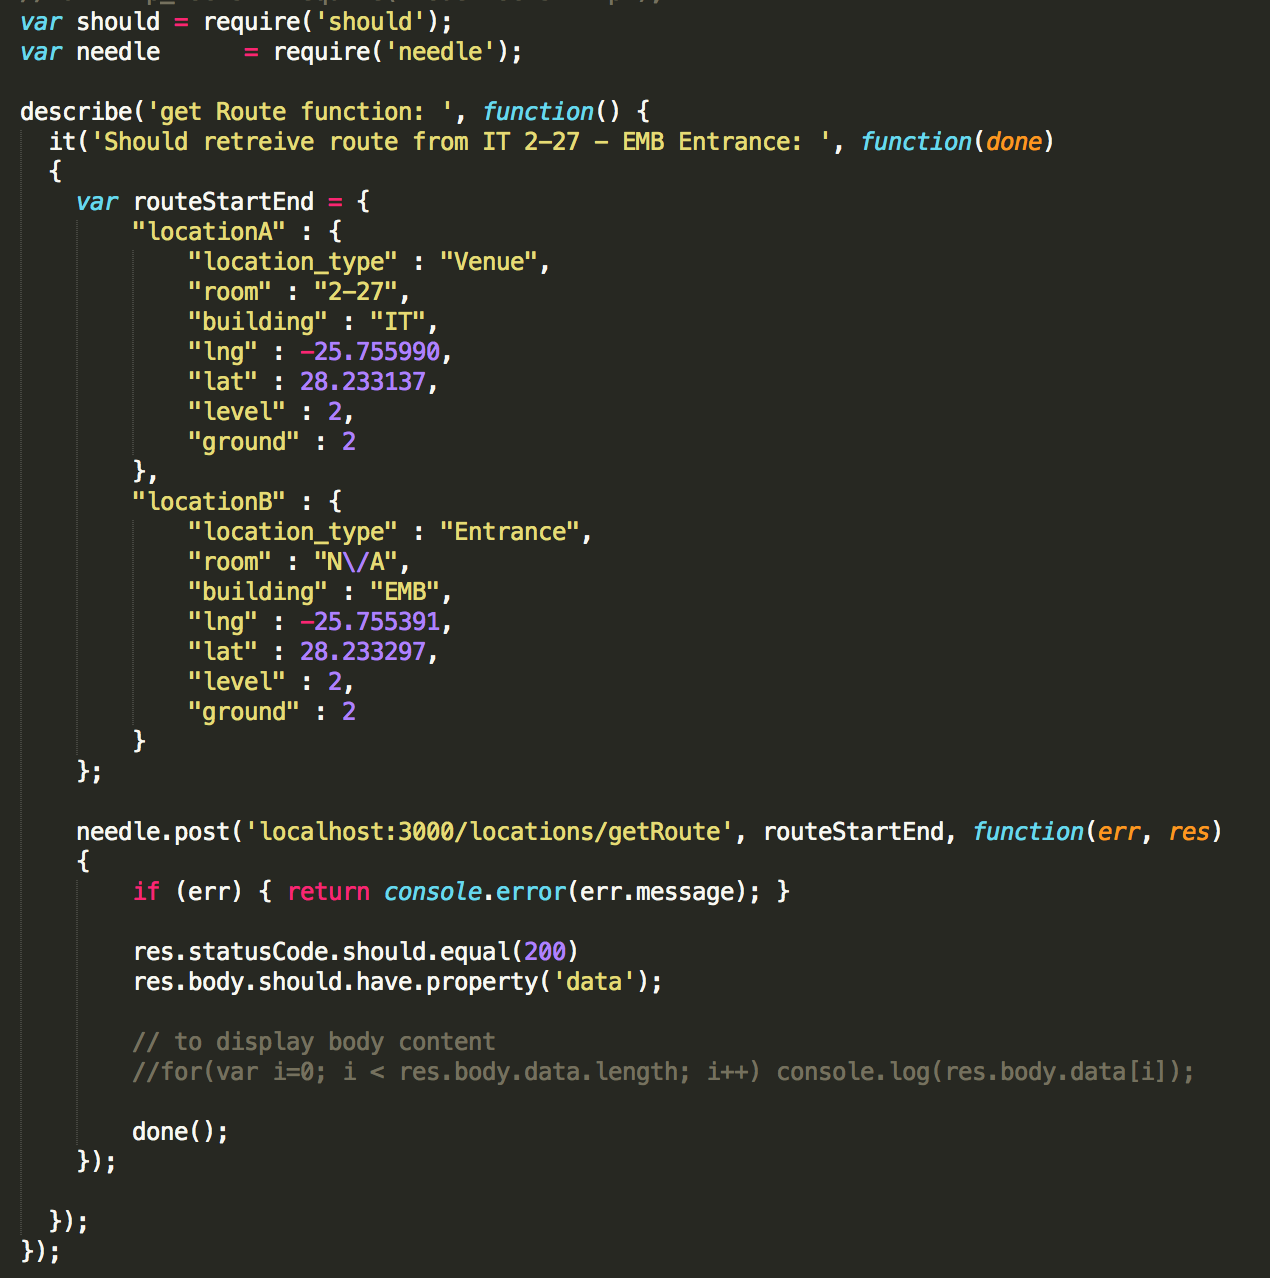 var should = require('should');
var needle      = require('needle');
describe('get Route function: ', function() {
  it('Should retreive route from IT 2-27 - EMB Entrance: ', function(done)
  {
    var routeStartEnd = {
        "locationA" : {
            "location_type" : "Venue",
            "room" : "2-27",
            "building" : "IT",
            "lng" : -25.755990,
            "lat" : 28.233137,
            "level" : 2,
            "ground" : 2
        },
        "locationB" : {
            "location_type" : "Entrance",
            "room" : "N\/A",
            "building" : "EMB",
            "lng" : -25.755391,
            "lat" : 28.233297,
            "level" : 2,
            "ground" : 2
        }
    };
    needle.post('localhost:3000/locations/getRoute', routeStartEnd, function(err, res)
    {
        if (err) { return console.error(err.message); }
        res.statusCode.should.equal(200)
        res.body.should.have.property('data');
        // to display body content
        //for(var i=0; i < res.body.data.length; i++) console.log(res.body.data[i]);
        done();
    });
  });
});